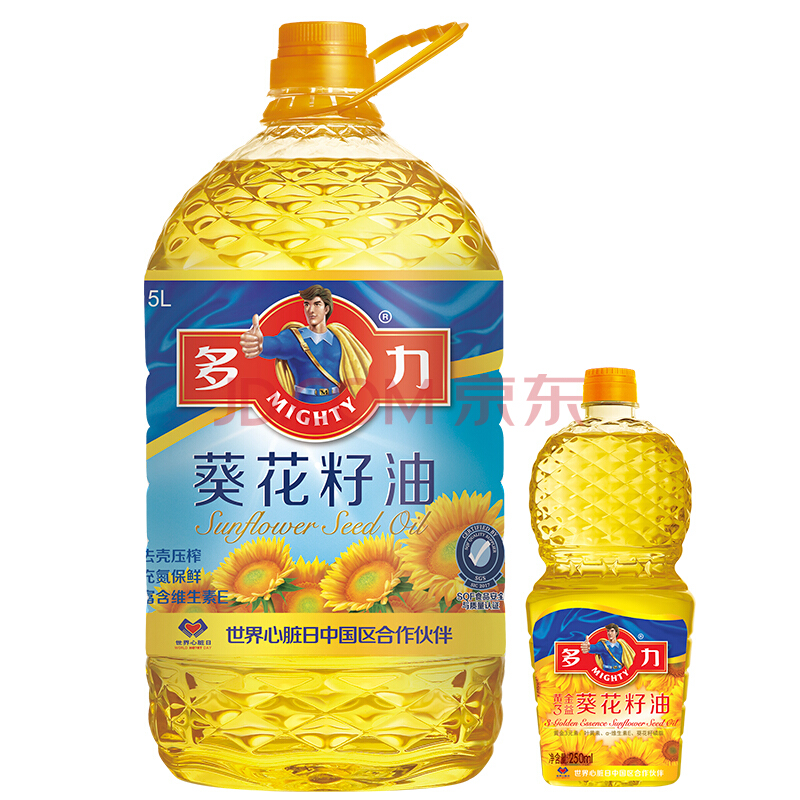 5L
®
多力
MIGHTY
JD.COM 京东
葵花籽油
Sunflower Seed Oil
去壳压榨
充氮保鲜
富含维生素E
CERTIFIED BY
SGS
SQF食品安全
与质量认证
世界心脏日
WORLD HEART DAY
世界心脏日中国区合作伙伴
多力
MIGHTY
黄金
3益
葵花籽油
3-Golden Essence Sunflower Seed Oil
净含量:250ml
世界心脏日中国区合作伙伴